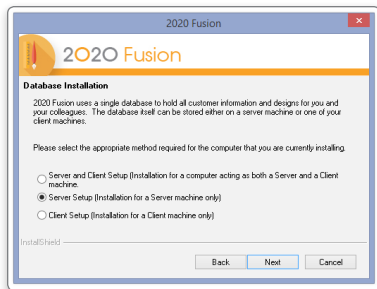 2020 Fusion
2020 Fusion
Database Installation
2020 Fusion uses a single database to hold all customer information and designs for you and
your colleagues. The database itself can be stored either on a server machine or one of your
client machines.
Please select the appropriate method required for the computer that you are currently installing.
Server and Client Setup (Installation for a computer acting as both a Server and a Client
machine.
Server Setup (Installation for a Server machine only)
Client Setup (Installation for a Client machine only)
InstallShield
Back Next Cancel